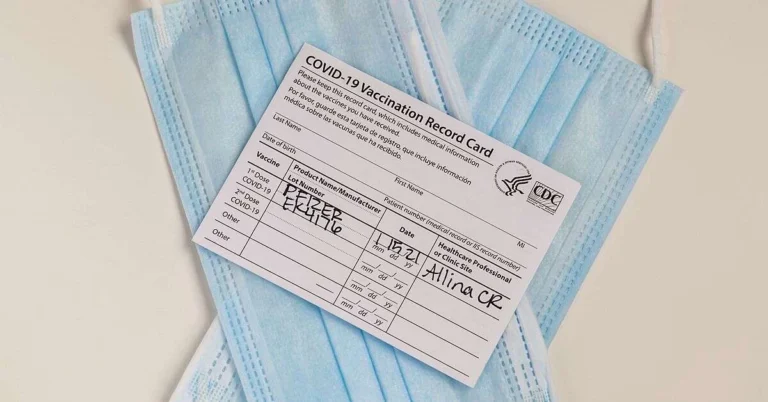 COVID-19 Vaccination Record Card
Please keep this record card, which includes medical information
about the vaccines you have received.
Por favor, guarde esta tarjeta de registro, que incluye información
médica sobre las vacunas que ha recibido.
CDC
Last Name First Name MI
Date of birth Patient number (medical record or IIS record number)
Vaccine Product Name/Manufacturer Date Healthcare Professional
Lot Number or Clinic Site
1st Dose PFIZER 1.15.21 Allina CR
COVID-19 EK4176 mm dd yy
2nd Dose
COVID-19 mm dd yy
Other
mm dd yy
Other
mm dd yy